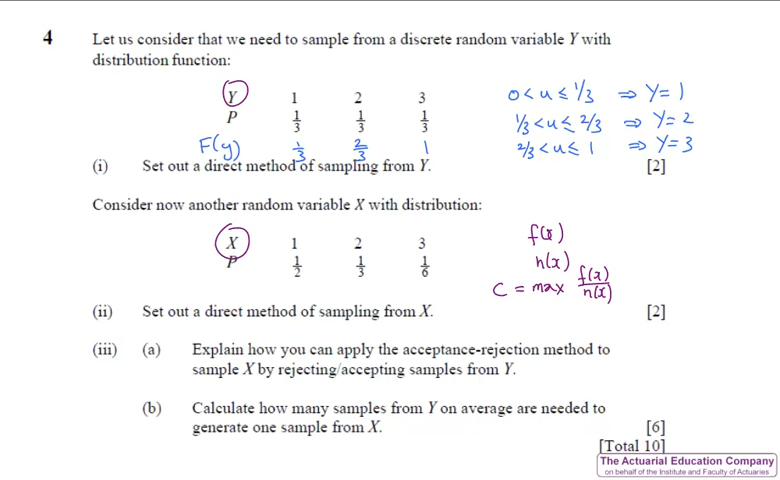 4 Let us consider that we need to sample from a discrete random variable Y with
distribution function:
Y 1 2 3
P 1/3 1/3 1/3
F(y) 1/3 2/3 1
0 < u ≤ 1/3 ⇒ Y = 1
1/3 < u ≤ 2/3 ⇒ Y = 2
2/3 < u ≤ 1 ⇒ Y = 3
(i) Set out a direct method of sampling from Y. [2]
Consider now another random variable X with distribution:
X 1 2 3
P 1/2 1/3 1/6
f(x)
h(x)
C = max f(x)/h(x)
(ii) Set out a direct method of sampling from X. [2]
(iii) (a) Explain how you can apply the acceptance-rejection method to
sample X by rejecting/accepting samples from Y.
(b) Calculate how many samples from Y on average are needed to
generate one sample from X. [6]
[Total 10]
The Actuarial Education Company
on behalf of the Institute and Faculty of Actuaries